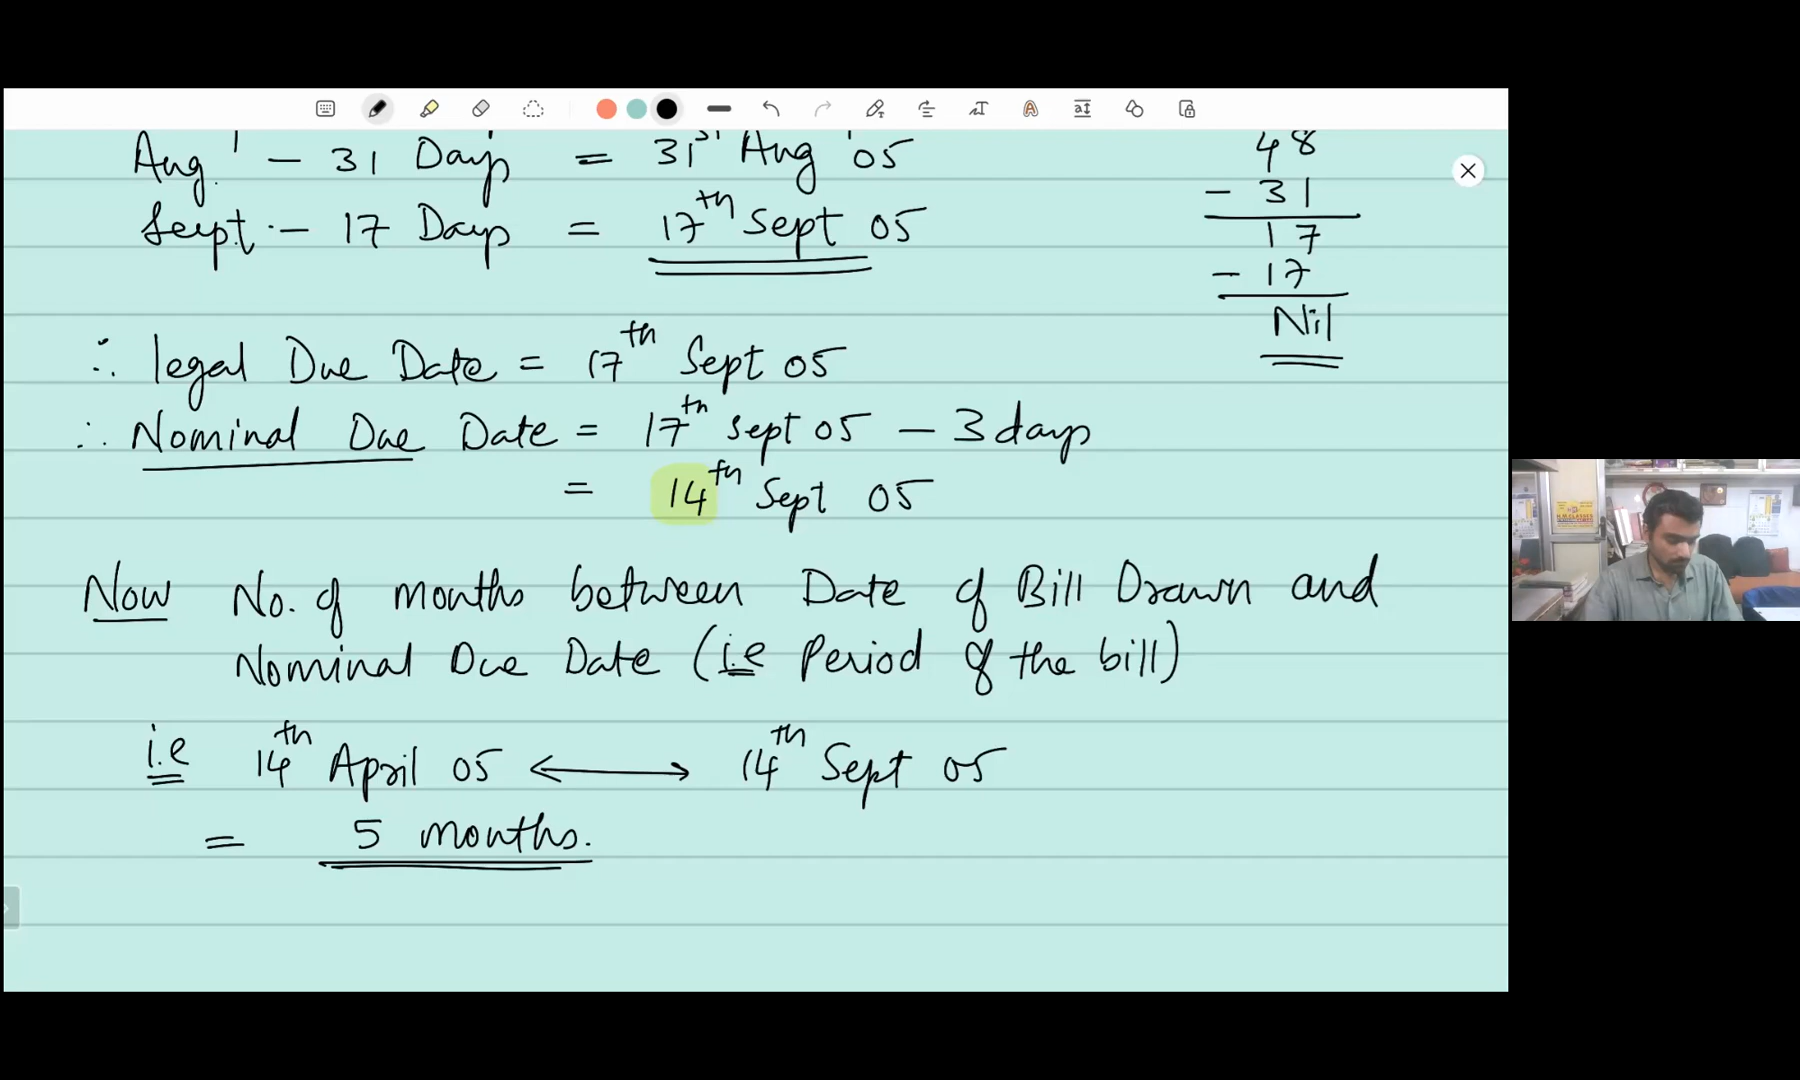 Aug. - 31 Days = 31st Aug '05
Sept. - 17 Days = 17th Sept 05
48
- 31
17
- 17
Nil
∴ legal Due Date = 17th Sept 05
∴ Nominal Due Date = 17th Sept 05 - 3 days
= 14th Sept 05
Now No. of months between Date of Bill Drawn and
Nominal Due Date (i.e Period of the bill)
i.e 14th April 05 ⟷ 14th Sept 05
= 5 months.